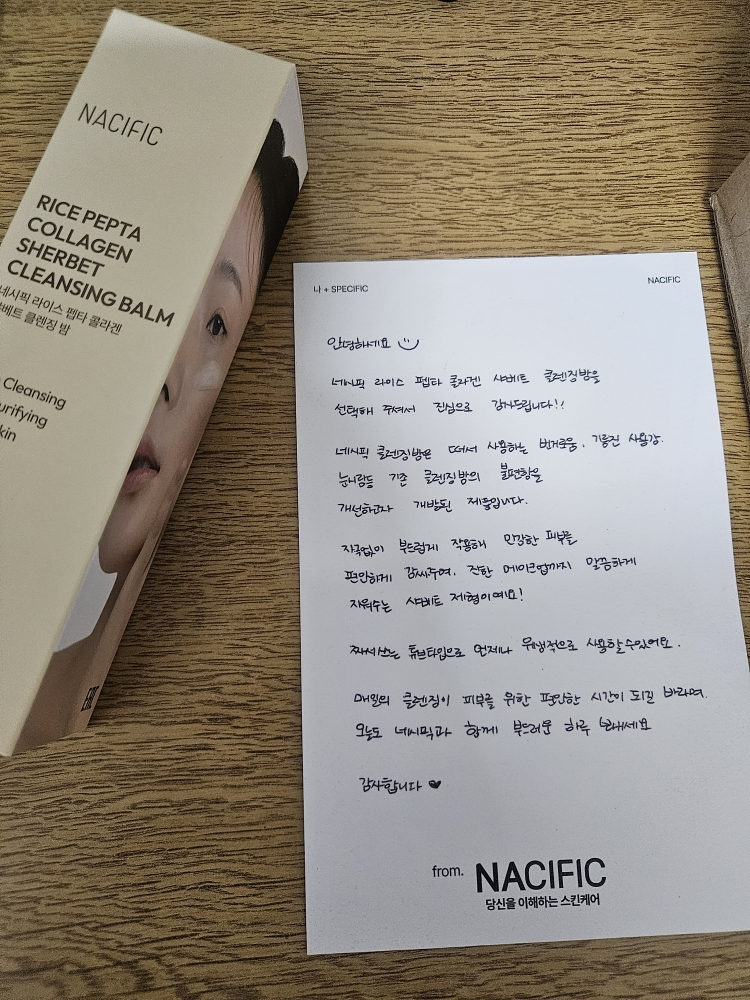 NACIFIC
RICE PEPTA
COLLAGEN
SHERBET
CLEANSING BALM
네시픽 라이스 펩타 콜라겐
베트 클렌징 밤
Cleansing
urifying
kin
EAC
나 + SPECIFIC
NACIFIC
안녕하세요
네시픽 라이스 펩타 콜라겐 샤베트 클렌징밤을
선택해 주셔서 진심으로 감사드립니다!!
네시픽 클렌징밤은 떠서 사용하는 번거로움, 기름진 사용감,
눈시림등 기존 클렌징밤의 불편함을
개선하고자 개발된 제품입니다.
자극없이 부드럽게 작용해 민감한 피부를
편안하게 감싸주며, 진한 메이크업까지 말끔하게
지워주는 샤베트 제형이에요!
짜서쓰는 튜브타입으로 언제나 위생적으로 사용할수있어요.
매일의 클렌징이 피부를 위한 편안한 시간이 되길 바라며,
오늘도 네시픽과 함께 부드러운 하루 보내세요
감사합니다 ♥
from. NACIFIC
당신을 이해하는 스킨케어